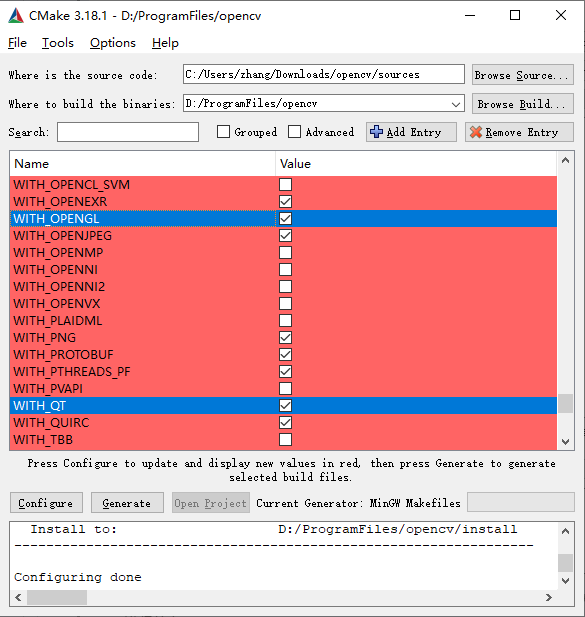 CMake 3.18.1 - D:/ProgramFiles/opencv
File Tools Options Help
Where is the source code: C:/Users/zhang/Downloads/opencv/sources Browse Source...
Where to build the binaries: D:/ProgramFiles/opencv Browse Build...
Search: Grouped Advanced Add Entry Remove Entry
Name Value
WITH_OPENCL_SVM
WITH_OPENEXR
WITH_OPENGL
WITH_OPENJPEG
WITH_OPENMP
WITH_OPENNI
WITH_OPENNI2
WITH_OPENVX
WITH_PLAIDML
WITH_PNG
WITH_PROTOBUF
WITH_PTHREADS_PF
WITH_PVAPI
WITH_QT
WITH_QUIRC
WITH_TBB
Press Configure to update and display new values in red, then press Generate to generate
selected build files.
Configure Generate Open Project Current Generator: MinGW Makefiles
Install to: D:/ProgramFiles/opencv/install
-----------------------------------------------------------------
Configuring done